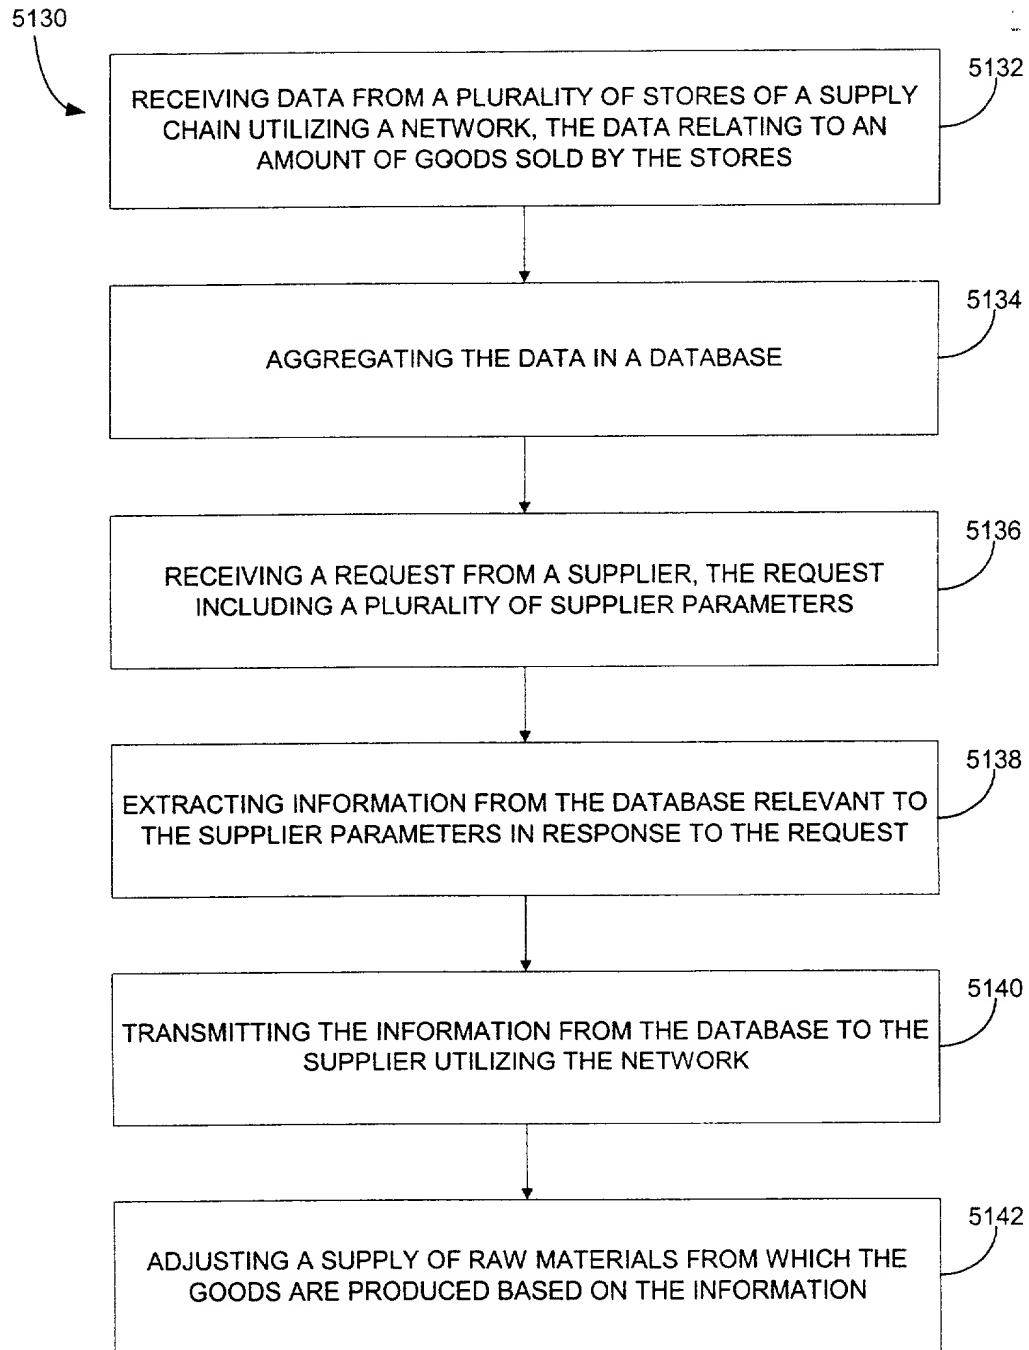 5130
5132
RECEIVING DATA FROM A PLURALITY OF STORES OF A SUPPLY
CHAIN UTILIZING A NETWORK, THE DATA RELATING TO AN
AMOUNT OF GOODS SOLD BY THE STORES
5134
AGGREGATING THE DATA IN A DATABASE
5136
RECEIVING A REQUEST FROM A SUPPLIER, THE REQUEST
INCLUDING A PLURALITY OF SUPPLIER PARAMETERS
5138
EXTRACTING INFORMATION FROM THE DATABASE RELEVANT TO
THE SUPPLIER PARAMETERS IN RESPONSE TO THE REQUEST
5140
TRANSMITTING THE INFORMATION FROM THE DATABASE TO THE
SUPPLIER UTILIZING THE NETWORK
5142
ADJUSTING A SUPPLY OF RAW MATERIALS FROM WHICH THE
GOODS ARE PRODUCED BASED ON THE INFORMATION